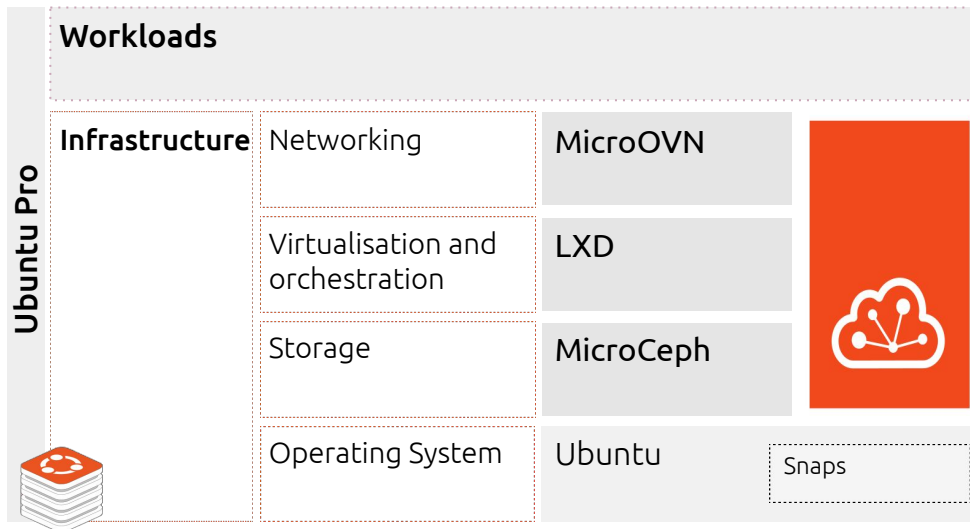 Workloads
Ubuntu Pro
Infrastructure
Networking
MicroOVN
Virtualisation and
orchestration
LXD
Storage
MicroCeph
Operating System
Ubuntu
Snaps